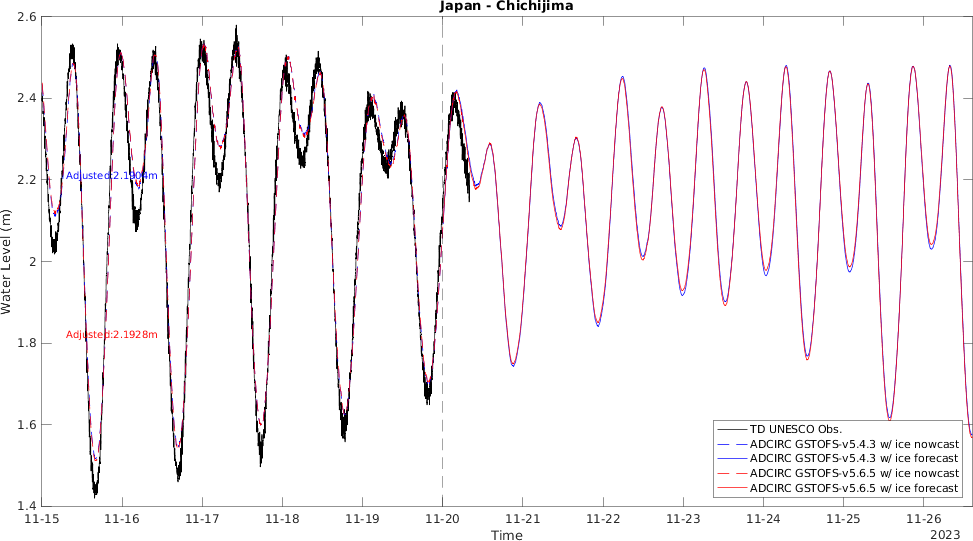 Japan - Chichijima
2.6
2.4
2.2
2
1.8
1.6
1.4
Water Level (m)
Adjusted:2.1904m
Adjusted:2.1928m
TD UNESCO Obs.
ADCIRC GSTOFS-v5.4.3 w/ ice nowcast
ADCIRC GSTOFS-v5.4.3 w/ ice forecast
ADCIRC GSTOFS-v5.6.5 w/ ice nowcast
ADCIRC GSTOFS-v5.6.5 w/ ice forecast
11-15 11-16 11-17 11-18 11-19 11-20 11-21 11-22 11-23 11-24 11-25 11-26
Time
2023